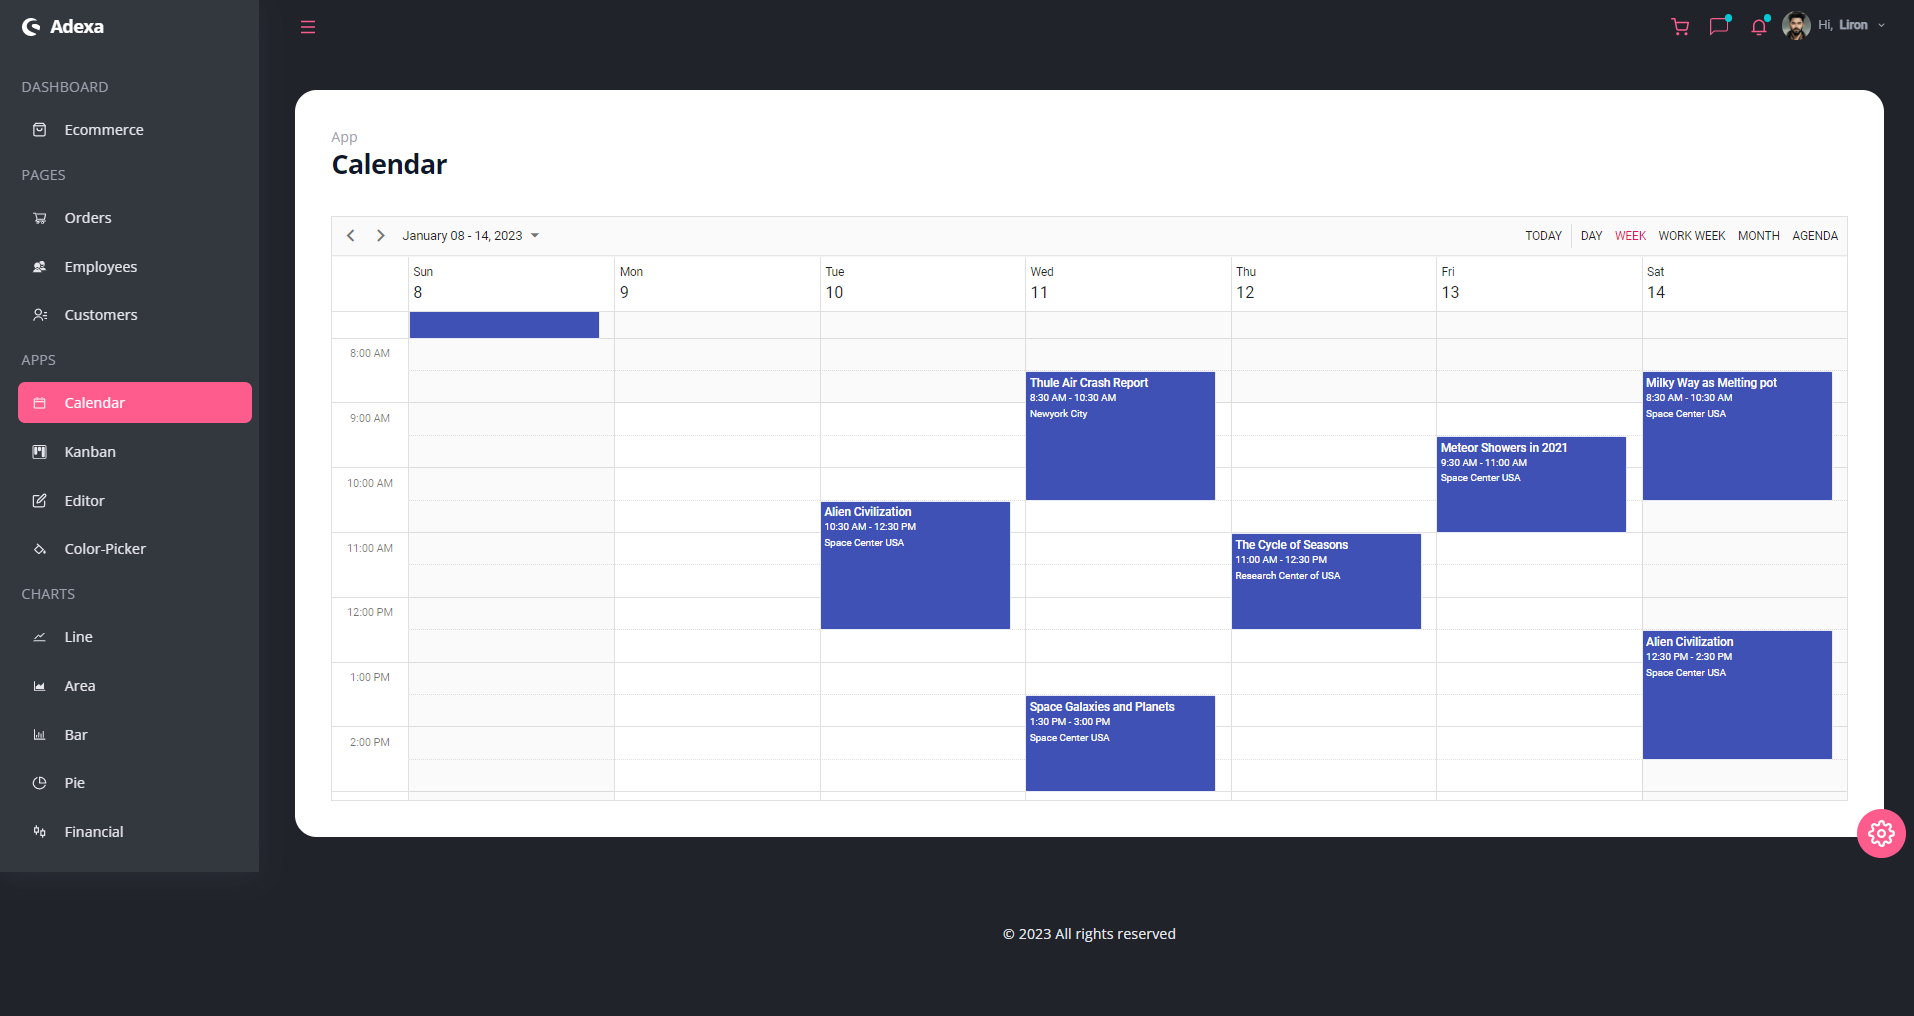 Adexa
Hi, Liron
DASHBOARD
Ecommerce
PAGES
Orders
Employees
Customers
APPS
Calendar
Kanban
Editor
Color-Picker
CHARTS
Line
Area
Bar
Pie
Financial
App
Calendar
January 08 - 14, 2023
TODAY DAY WEEK WORK WEEK MONTH AGENDA
Sun Mon Tue Wed Thu Fri Sat
8 9 10 11 12 13 14
8:00 AM
9:00 AM
10:00 AM
11:00 AM
12:00 PM
1:00 PM
2:00 PM
Alien Civilization
10:30 AM - 12:30 PM
Space Center USA
Thule Air Crash Report
8:30 AM - 10:30 AM
Newyork City
Space Galaxies and Planets
1:30 PM - 3:00 PM
Space Center USA
The Cycle of Seasons
11:00 AM - 12:30 PM
Research Center of USA
Meteor Showers in 2021
9:30 AM - 11:00 AM
Space Center USA
Milky Way as Melting pot
8:30 AM - 10:30 AM
Space Center USA
Alien Civilization
12:30 PM - 2:30 PM
Space Center USA
© 2023 All rights reserved